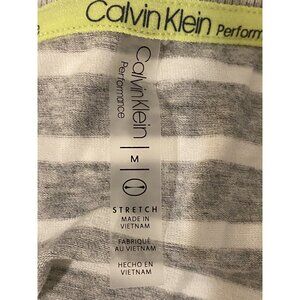 Calvin Klein Perform
Calvin Klein
Performance
M
STRETCH
MADE IN
VIETNAM
FABRIQUÉ
AU VIETNAM
HECHO EN
VIETNAM